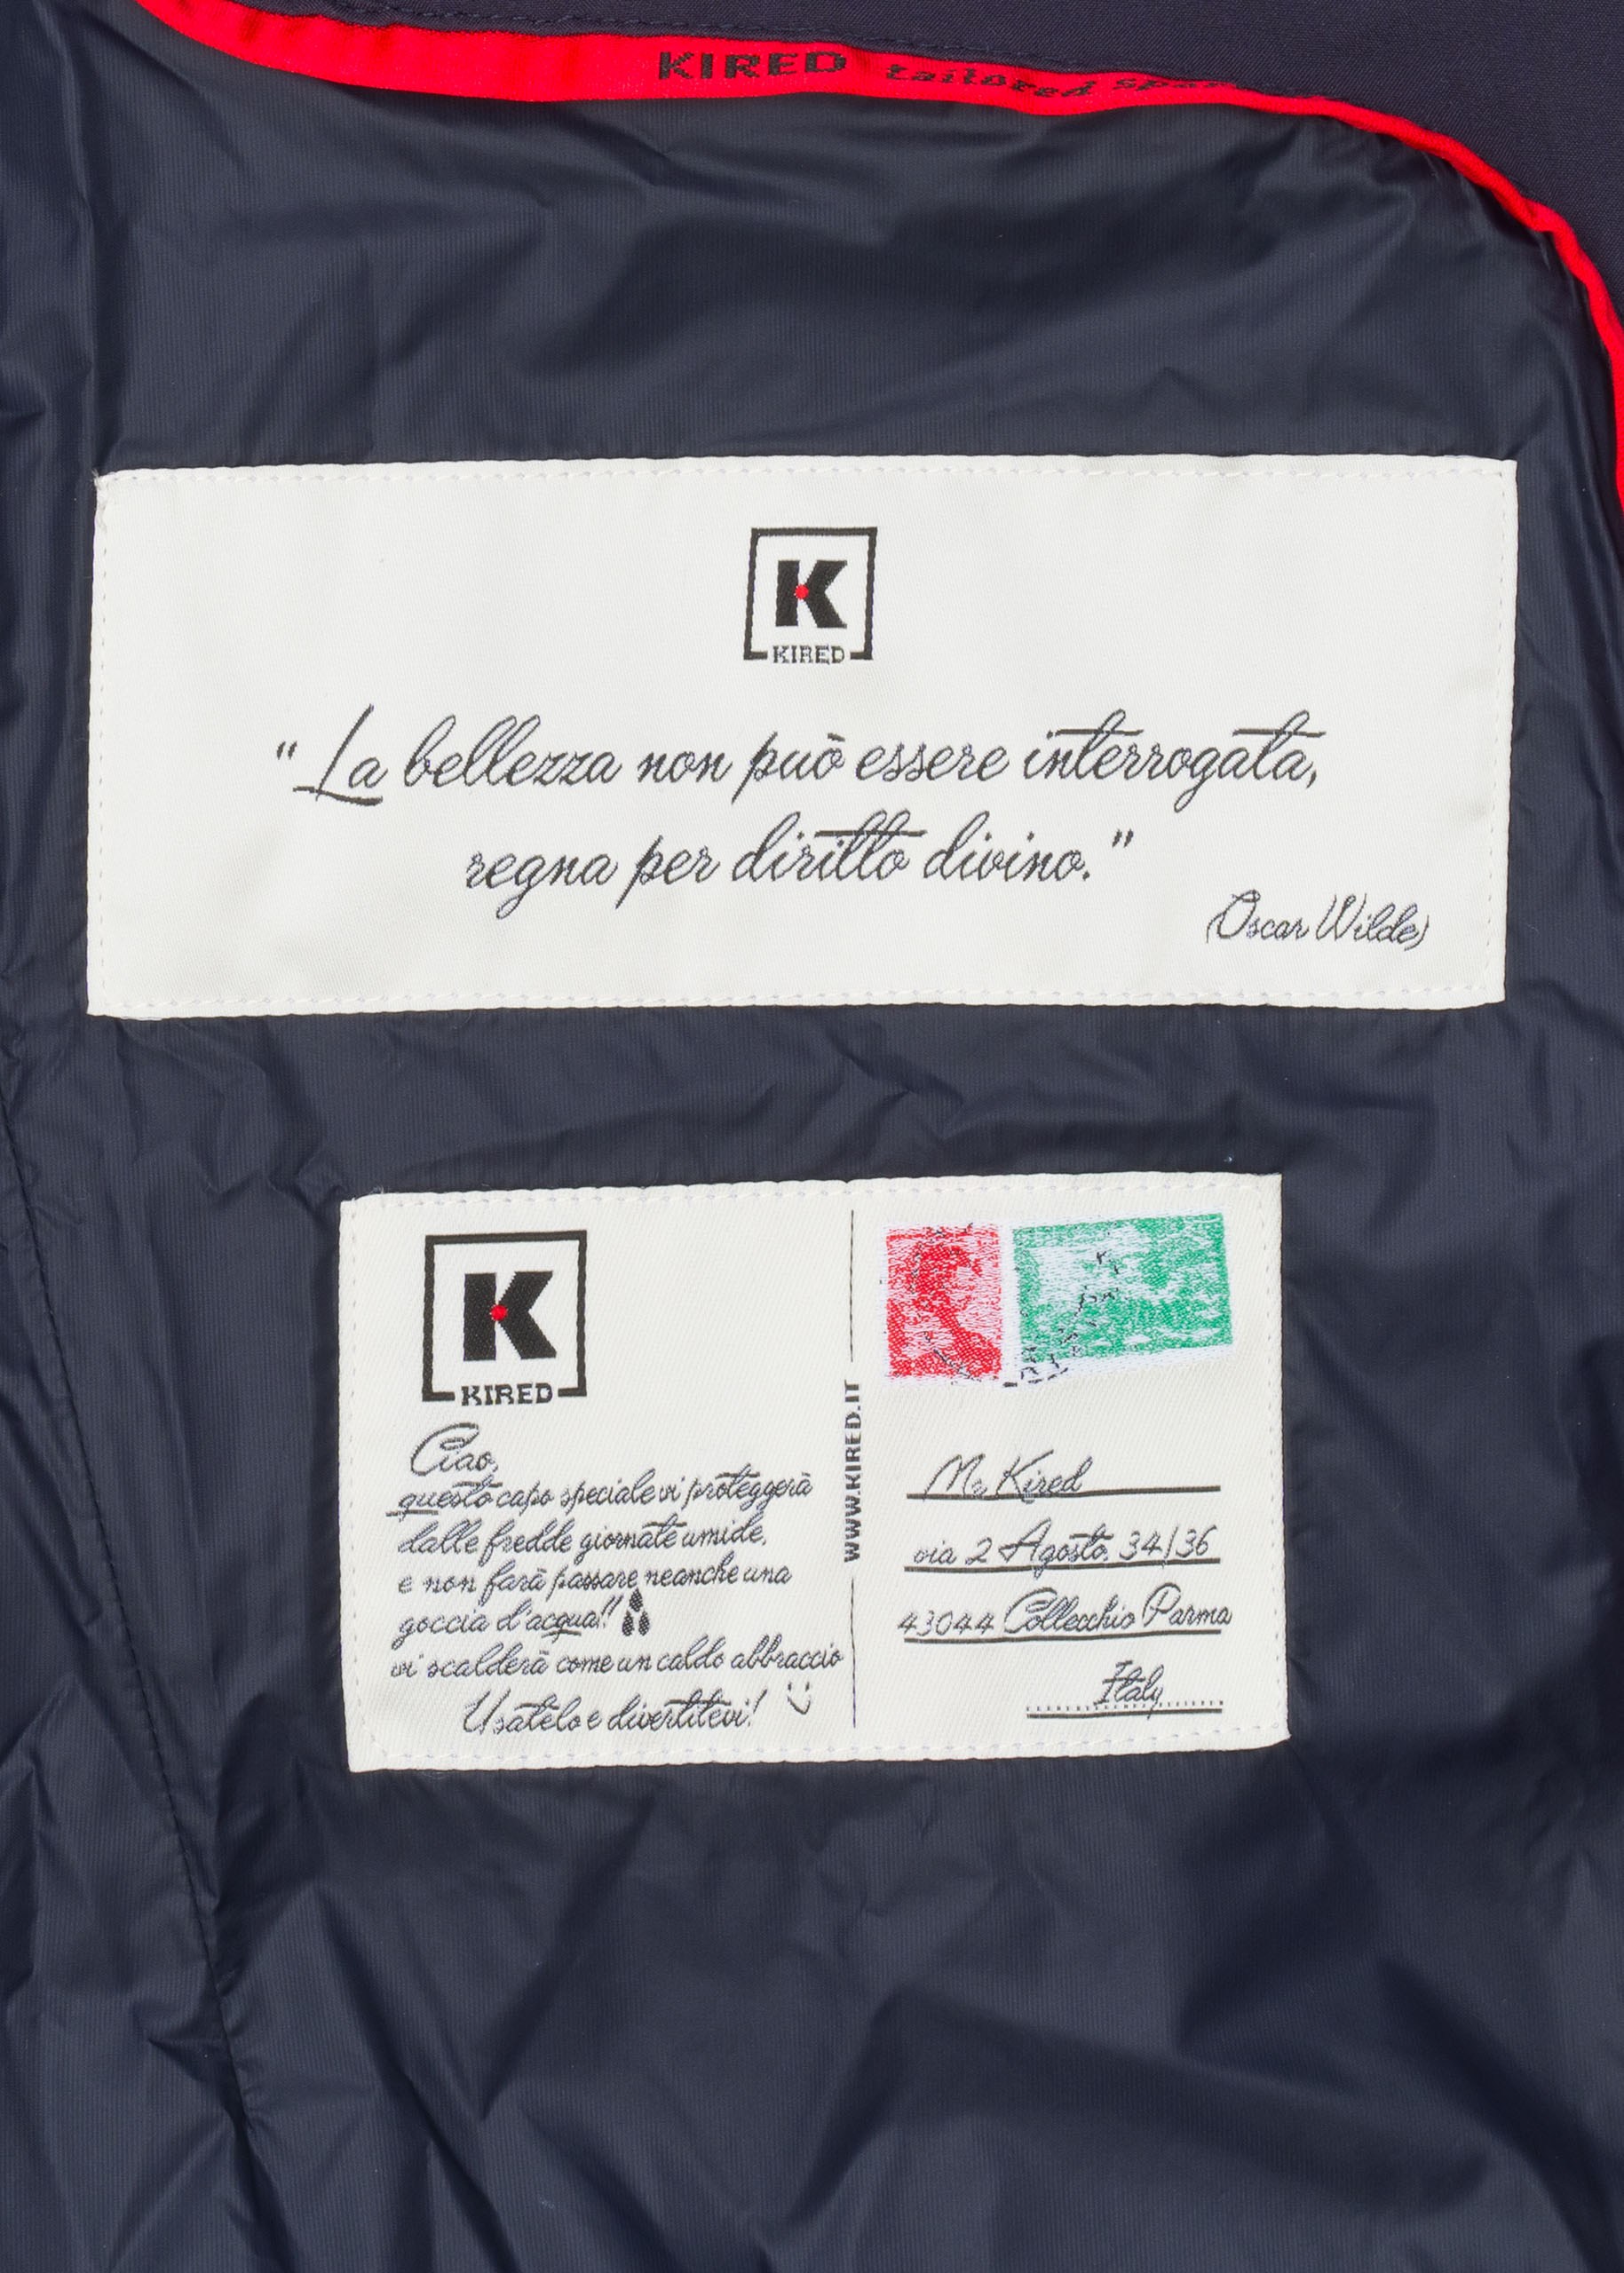 KIRED tailored
K
KIRED
"La bellezza non può essere interrogata,
regna per diritto divino."
(Oscar Wilde)
K
KIRED
Ciao,
questo capo speciale vi proteggerà
dalle fredde giornate umide,
e non farà passare neanche una
goccia d'acqua!!
vi scalderà come un caldo abbraccio
Usatelo e divertitevi!
WWW.KIRED.IT
Mr Kired
via 2 Agosto, 34/36
43044 Collecchio Parma
Italy